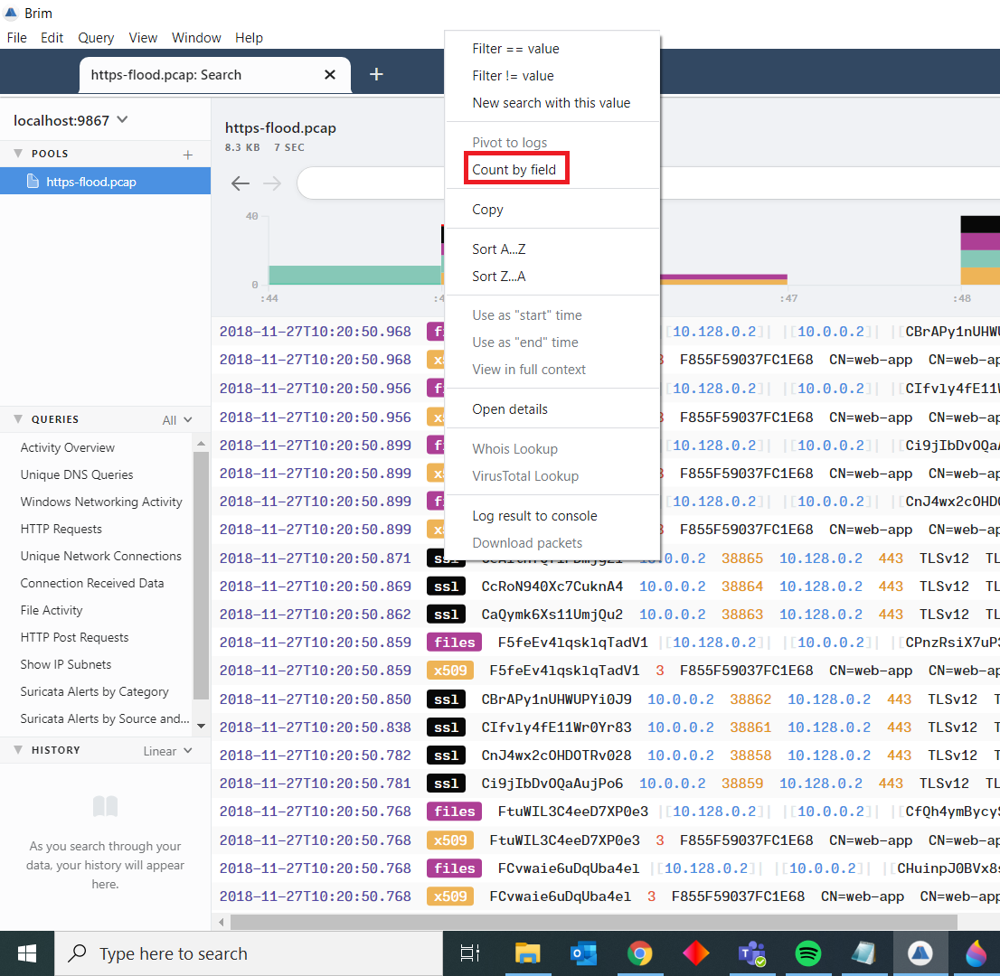 Brim
File Edit Query View Window Help
https-flood.pcap: Search
localhost:9867
POOLS
https-flood.pcap
QUERIES All
Activity Overview
Unique DNS Queries
Windows Networking Activity
HTTP Requests
Unique Network Connections
Connection Received Data
File Activity
HTTP Post Requests
Show IP Subnets
Suricata Alerts by Category
Suricata Alerts by Source and...
HISTORY Linear
As you search through your
data, your history will appear
here.
https-flood.pcap
8.3 KB 7 SEC
40
0
:44 :47 :48
Filter == value
Filter != value
New search with this value
Pivot to logs
Count by field
Copy
Sort A...Z
Sort Z...A
Use as "start" time
Use as "end" time
View in full context
Open details
Whois Lookup
VirusTotal Lookup
Log result to console
Download packets
2018-11-27T10:20:50.968 |[10.128.0.2]| |[10.0.0.2]| |[CBrAPy1nUHWU
2018-11-27T10:20:50.968 3 F855F59037FC1E68 CN=web-app CN=web-ap
2018-11-27T10:20:50.956 |[10.128.0.2]| |[10.0.0.2]| |[CIfvly4fE11W
2018-11-27T10:20:50.956 3 F855F59037FC1E68 CN=web-app CN=web-ap
2018-11-27T10:20:50.899 |[10.128.0.2]| |[10.0.0.2]| |[Ci9jIbDvOQaA
2018-11-27T10:20:50.899 3 F855F59037FC1E68 CN=web-app CN=web-ap
2018-11-27T10:20:50.899 |[10.128.0.2]| |[10.0.0.2]| |[CnJ4wx2cOHDO
2018-11-27T10:20:50.899 3 F855F59037FC1E68 CN=web-app CN=web-ap
2018-11-27T10:20:50.871 ssl 10.0.0.2 38865 10.128.0.2 443 TLSv12 TL
2018-11-27T10:20:50.869 ssl CcRoN940Xc7CuknA4 10.0.0.2 38864 10.128.0.2 443 TLSv12 TL
2018-11-27T10:20:50.862 ssl CaQymk6Xs11UmjQu2 10.0.0.2 38863 10.128.0.2 443 TLSv12 TL
2018-11-27T10:20:50.859 files F5feEv4lqsklqTadV1 |[10.128.0.2]| |[10.0.0.2]| |[CPnzRsiX7uP3
2018-11-27T10:20:50.859 x509 F5feEv4lqsklqTadV1 3 F855F59037FC1E68 CN=web-app CN=web-ap
2018-11-27T10:20:50.850 ssl CBrAPy1nUHWUPYi0J9 10.0.0.2 38862 10.128.0.2 443 TLSv12 T
2018-11-27T10:20:50.838 ssl CIfvly4fE11Wr0Yr83 10.0.0.2 38861 10.128.0.2 443 TLSv12 T
2018-11-27T10:20:50.782 ssl CnJ4wx2cOHDOTRv028 10.0.0.2 38858 10.128.0.2 443 TLSv12 T
2018-11-27T10:20:50.781 ssl Ci9jIbDvOQaAujPo6 10.0.0.2 38859 10.128.0.2 443 TLSv12 TL
2018-11-27T10:20:50.768 files FtuWIL3C4eeD7XP0e3 |[10.128.0.2]| |[10.0.0.2]| |[CfQh4ymBycyS
2018-11-27T10:20:50.768 x509 FtuWIL3C4eeD7XP0e3 3 F855F59037FC1E68 CN=web-app CN=web-ap
2018-11-27T10:20:50.768 files FCvwaie6uDqUba4el |[10.128.0.2]| |[10.0.0.2]| |[CHuinpJ0BVx8s
2018-11-27T10:20:50.768 x509 FCvwaie6uDqUba4el 3 F855F59037FC1E68 CN=web-app CN=web-app
Type here to search